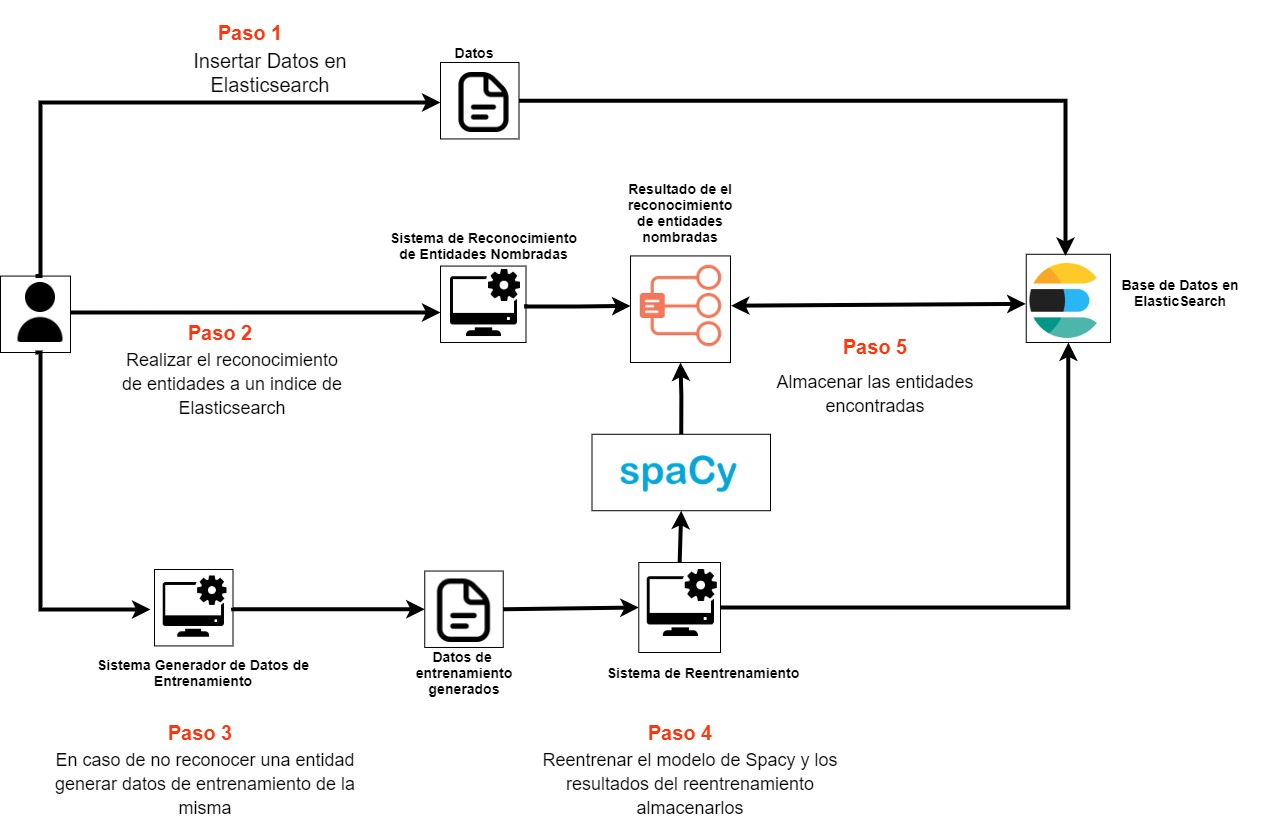 Paso 1
Insertar Datos en
Elasticsearch
Datos
Resultado de el
reconocimiento
de entidades
nombradas
Sistema de Reconocimiento
de Entidades Nombradas
Base de Datos en
ElasticSearch
Paso 2
Realizar el reconocimiento
de entidades a un indice de
Elasticsearch
Paso 5
Almacenar las entidades
encontradas
spaCy
Sistema Generador de Datos de
Entrenamiento
Datos de
entrenamiento
generados
Sistema de Reentrenamiento
Paso 3
En caso de no reconocer una entidad
generar datos de entrenamiento de la
misma
Paso 4
Reentrenar el modelo de Spacy y los
resultados del reentrenamiento
almacenarlos